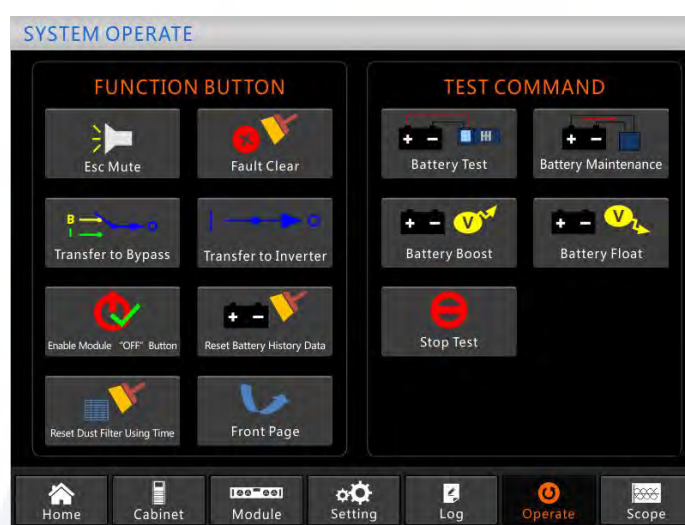 SYSTEM OPERATE
FUNCTION BUTTON
Esc Mute
Fault Clear
B
I
Transfer to Bypass
Transfer to Inverter
Enable Module “OFF” Button
Reset Battery History Data
Reset Dust Filter Using Time
Front Page
TEST COMMAND
Battery Test
Battery Maintenance
V
Battery Boost
V
Battery Float
Stop Test
Home
Cabinet
Module
Setting
Log
Operate
Scope